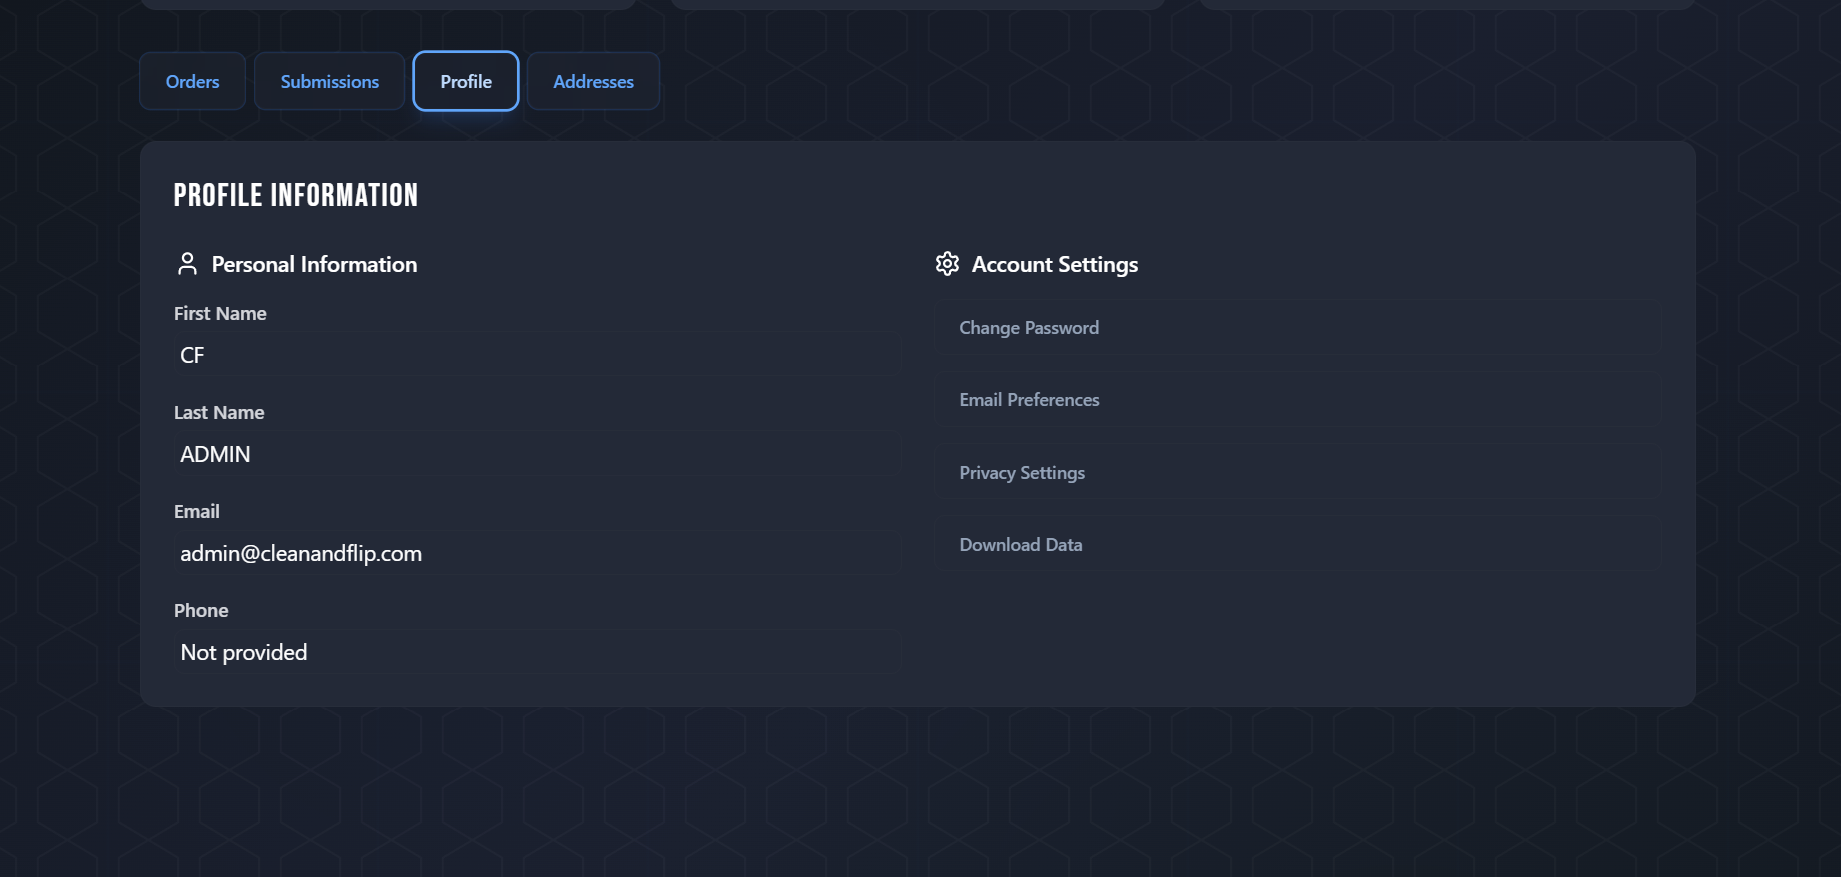 Orders
Submissions
Profile
Addresses
PROFILE INFORMATION
Personal Information
First Name
CF
Last Name
ADMIN
Email
admin@cleanandflip.com
Phone
Not provided
Account Settings
Change Password
Email Preferences
Privacy Settings
Download Data